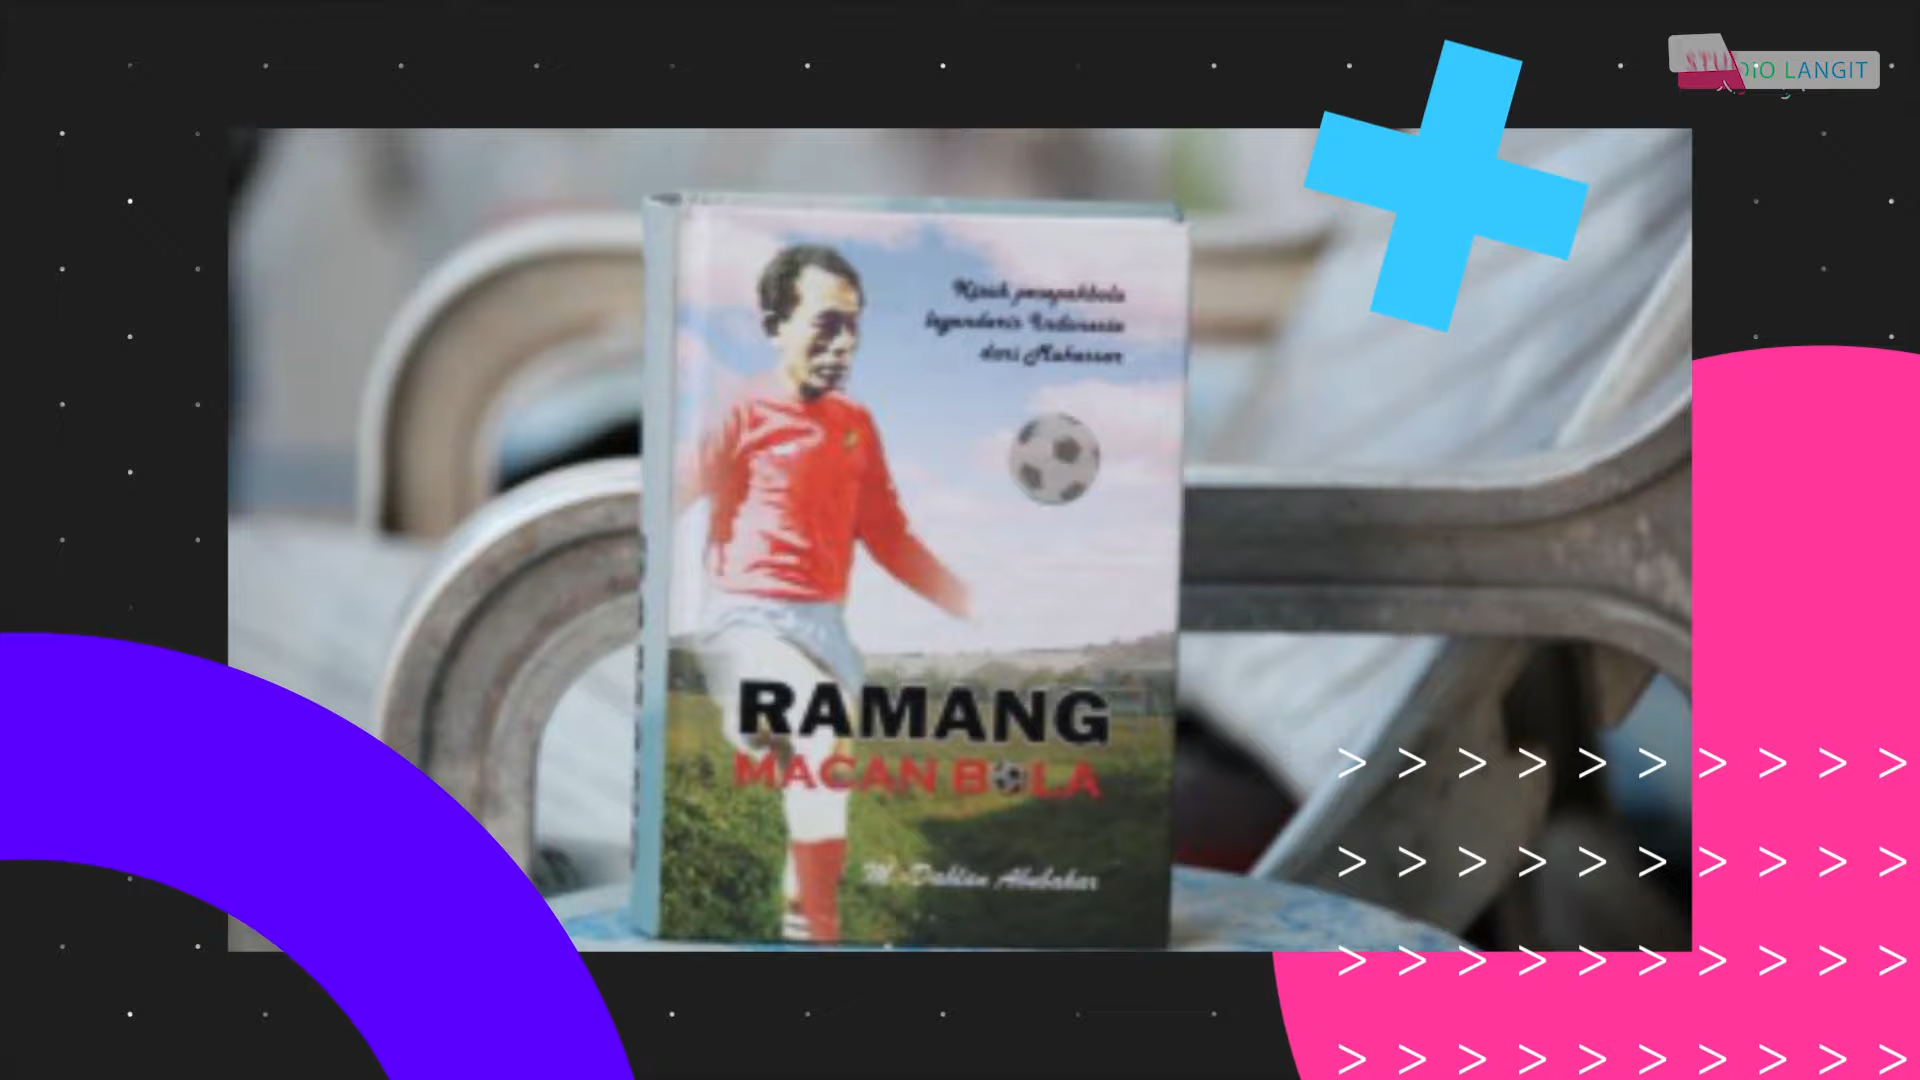 STUDIO LANGIT
Kisah pesepakbola
legendaris Indonesia
dari Makassar
RAMANG
MACAN BOLA
M. Dahlan Abubakar